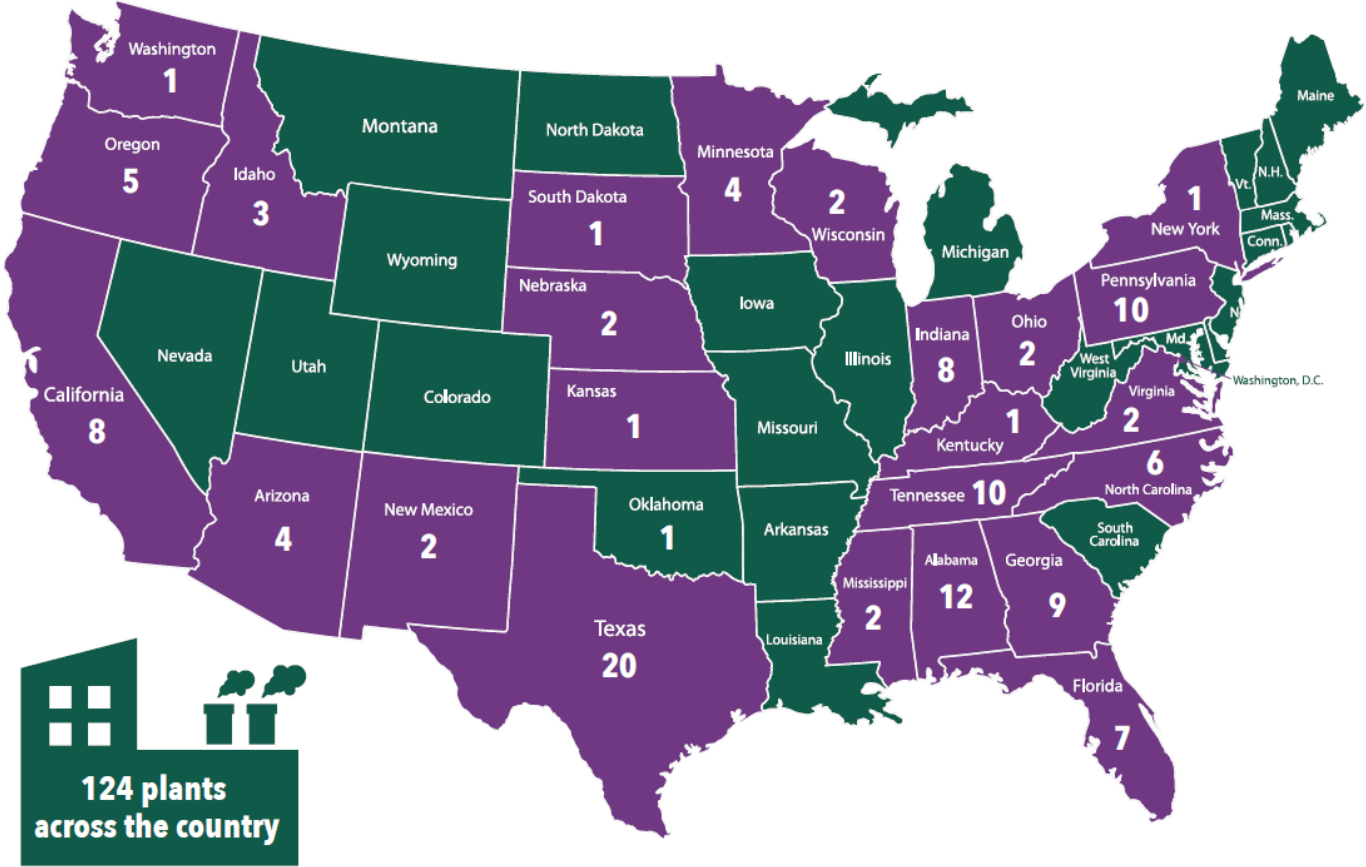 Washington
1
Oregon
5
Idaho
3
Montana
North Dakota
South Dakota
1
Minnesota
4
2
Wisconsin
Michigan
Maine
Vt.
N.H.
Mass.
Conn.
1
New York
Wyoming
Nebraska
2
Iowa
Illinois
Indiana
8
Ohio
2
Pennsylvania
10
N
Md.
West
Virginia
Washington, D.C.
Virginia
2
California
8
Nevada
Utah
Colorado
Kansas
1
Missouri
1
Kentucky
6
North Carolina
Tennessee 10
South
Carolina
Arizona
4
New Mexico
2
Oklahoma
1
Arkansas
Mississippi
2
Alabama
12
Georgia
9
Texas
20
Louisiana
Florida
7
124 plants
across the country